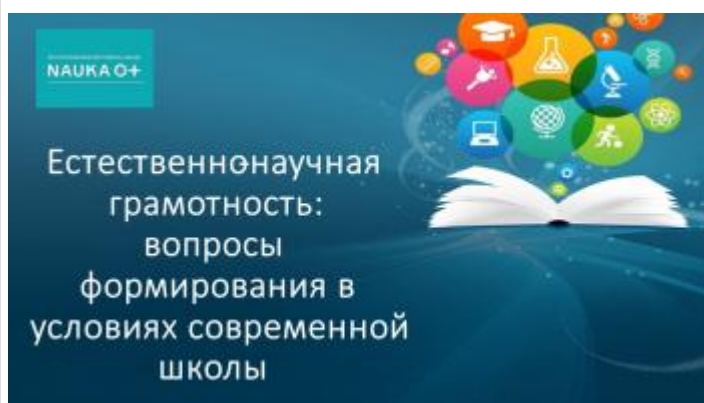 NAUKA O+
Естественнонаучная
грамотность:
вопросы
формирования в
условиях современной
школы